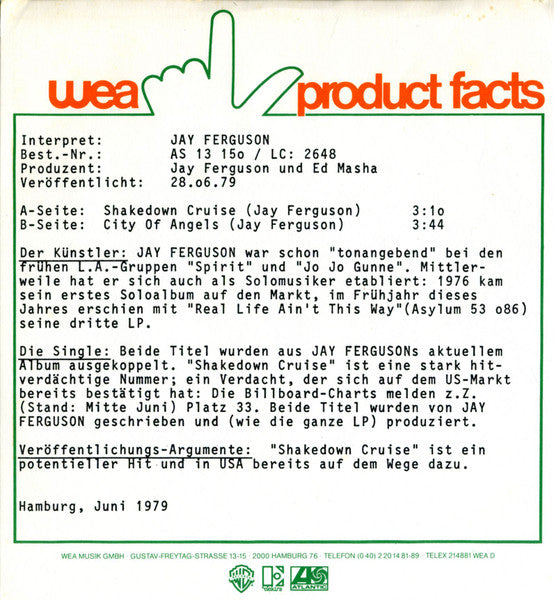 wea product facts
Interpret: JAY FERGUSON
Best.-Nr.: AS 13 15o / LC: 2648
Produzent: Jay Ferguson und Ed Masha
Veröffentlicht: 28.o6.79
A-Seite: Shakedown Cruise (Jay Ferguson) 3:1o
B-Seite: City Of Angels (Jay Ferguson) 3:44
Der Künstler: JAY FERGUSON war schon "tonangebend" bei den
frühen L.A.-Gruppen "Spirit" und "Jo Jo Gunne". Mittler-
weile hat er sich auch als Solomusiker etabliert: 1976 kam
sein erstes Soloalbum auf den Markt, im Frühjahr dieses
Jahres erschien mit "Real Life Ain't This Way"(Asylum 53 o86)
seine dritte LP.
Die Single: Beide Titel wurden aus JAY FERGUSONs aktuellem
Album ausgekoppelt. "Shakedown Cruise" ist eine stark hit-
verdächtige Nummer; ein Verdacht, der sich auf dem US-Markt
bereits bestätigt hat: Die Billboard-Charts melden z.Z.
(Stand: Mitte Juni) Platz 33. Beide Titel wurden von JAY
FERGUSON geschrieben und (wie die ganze LP) produziert.
Veröffentlichungs-Argumente: "Shakedown Cruise" ist ein
potentieller Hit und in USA bereits auf dem Wege dazu.
Hamburg, Juni 1979
WEA MUSIK GMBH · GUSTAV-FREYTAG-STRASSE 13-15 · 2000 HAMBURG 76 · TELEFON (0 40) 2 20 14 81-89 · TELEX 214881 WEA D
ATLANTIC